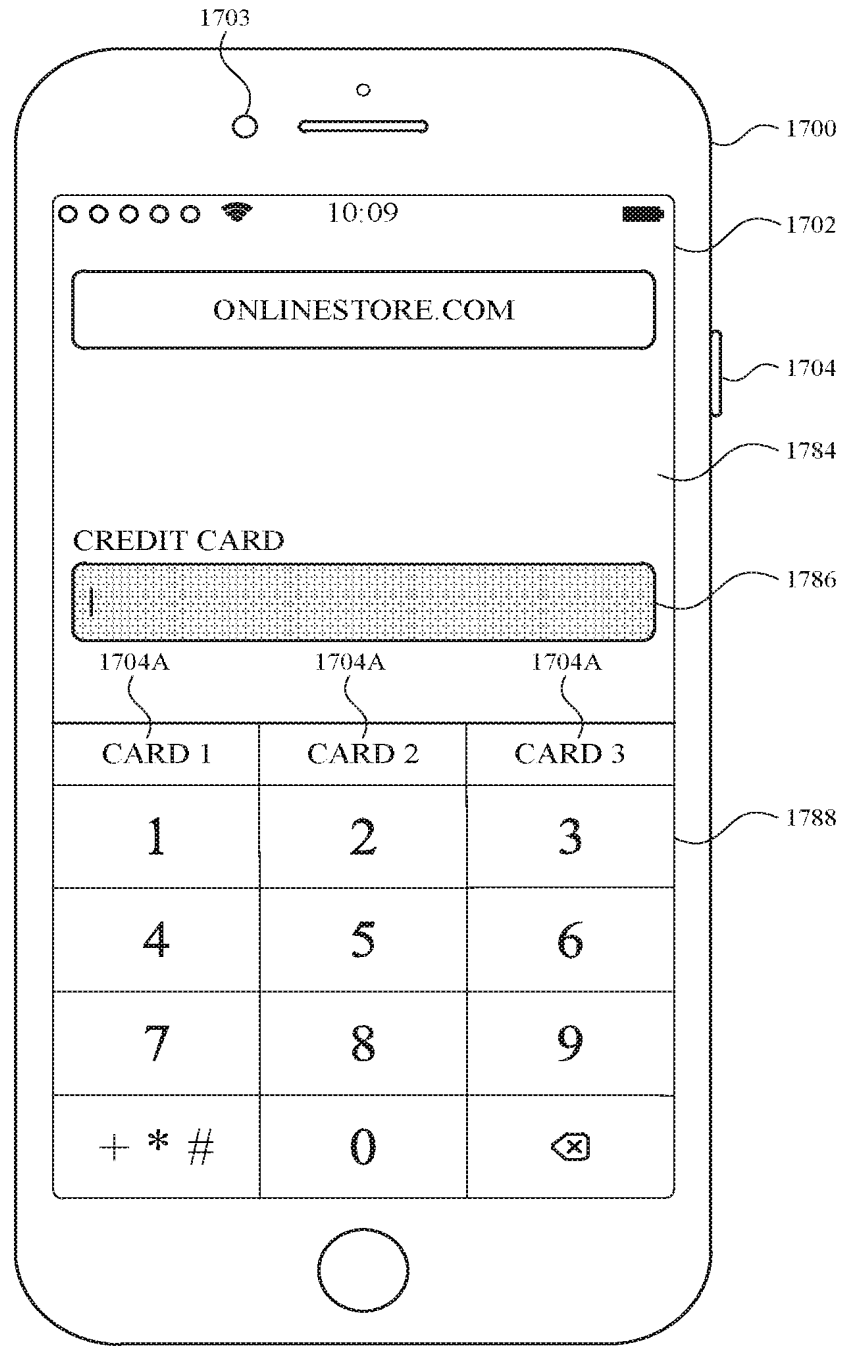 1703
1700
10:09
1702
ONLINESTORE.COM
1704
1784
CREDIT CARD
1786
1704A 1704A 1704A
CARD 1 CARD 2 CARD 3
1788
1 2 3
4 5 6
7 8 9
+ * # 0